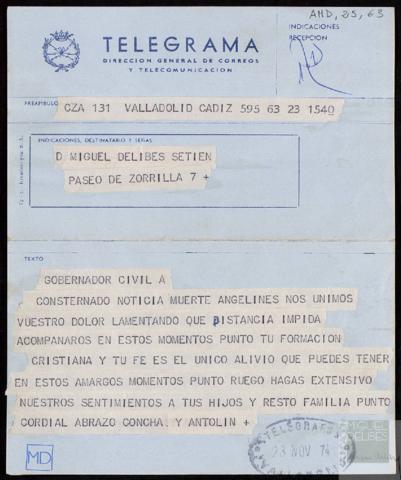 AMD, 25, 63
TELEGRAMA
DIRECCION GENERAL DE CORREOS
Y TELECOMUNICACION
INDICACIONES
RECEPCION
PREAMBULO CZA 131 VALLADOLID CADIZ 595 63 23 1540
INDICACIONES, DESTINATARIO Y SEÑAS
D MIGUEL DELIBES SETIEN
PASEO DE ZORRILLA 7 +
TEXTO
GOBERNADOR CIVIL A
CONSTERNADO NOTICIA MUERTE ANGELINES NOS UNIMOS
VUESTRO DOLOR LAMENTANDO QUE DISTANCIA IMPIDA
ACOMPAÑAROS EN ESTOS MOMENTOS PUNTO TU FORMACION
CRISTIANA Y TU FE ES EL UNICO ALIVIO QUE PUEDES TENER
EN ESTOS AMARGOS MOMENTOS PUNTO RUEGO HAGAS EXTENSIVO
NUESTROS SENTIMIENTOS A TUS HIJOS Y RESTO FAMILIA PUNTO
CORDIAL ABRAZO CONCHA Y ANTOLIN +
TELEGRAFOS
23 NOV 74
MIGUEL
DELIBES
MD